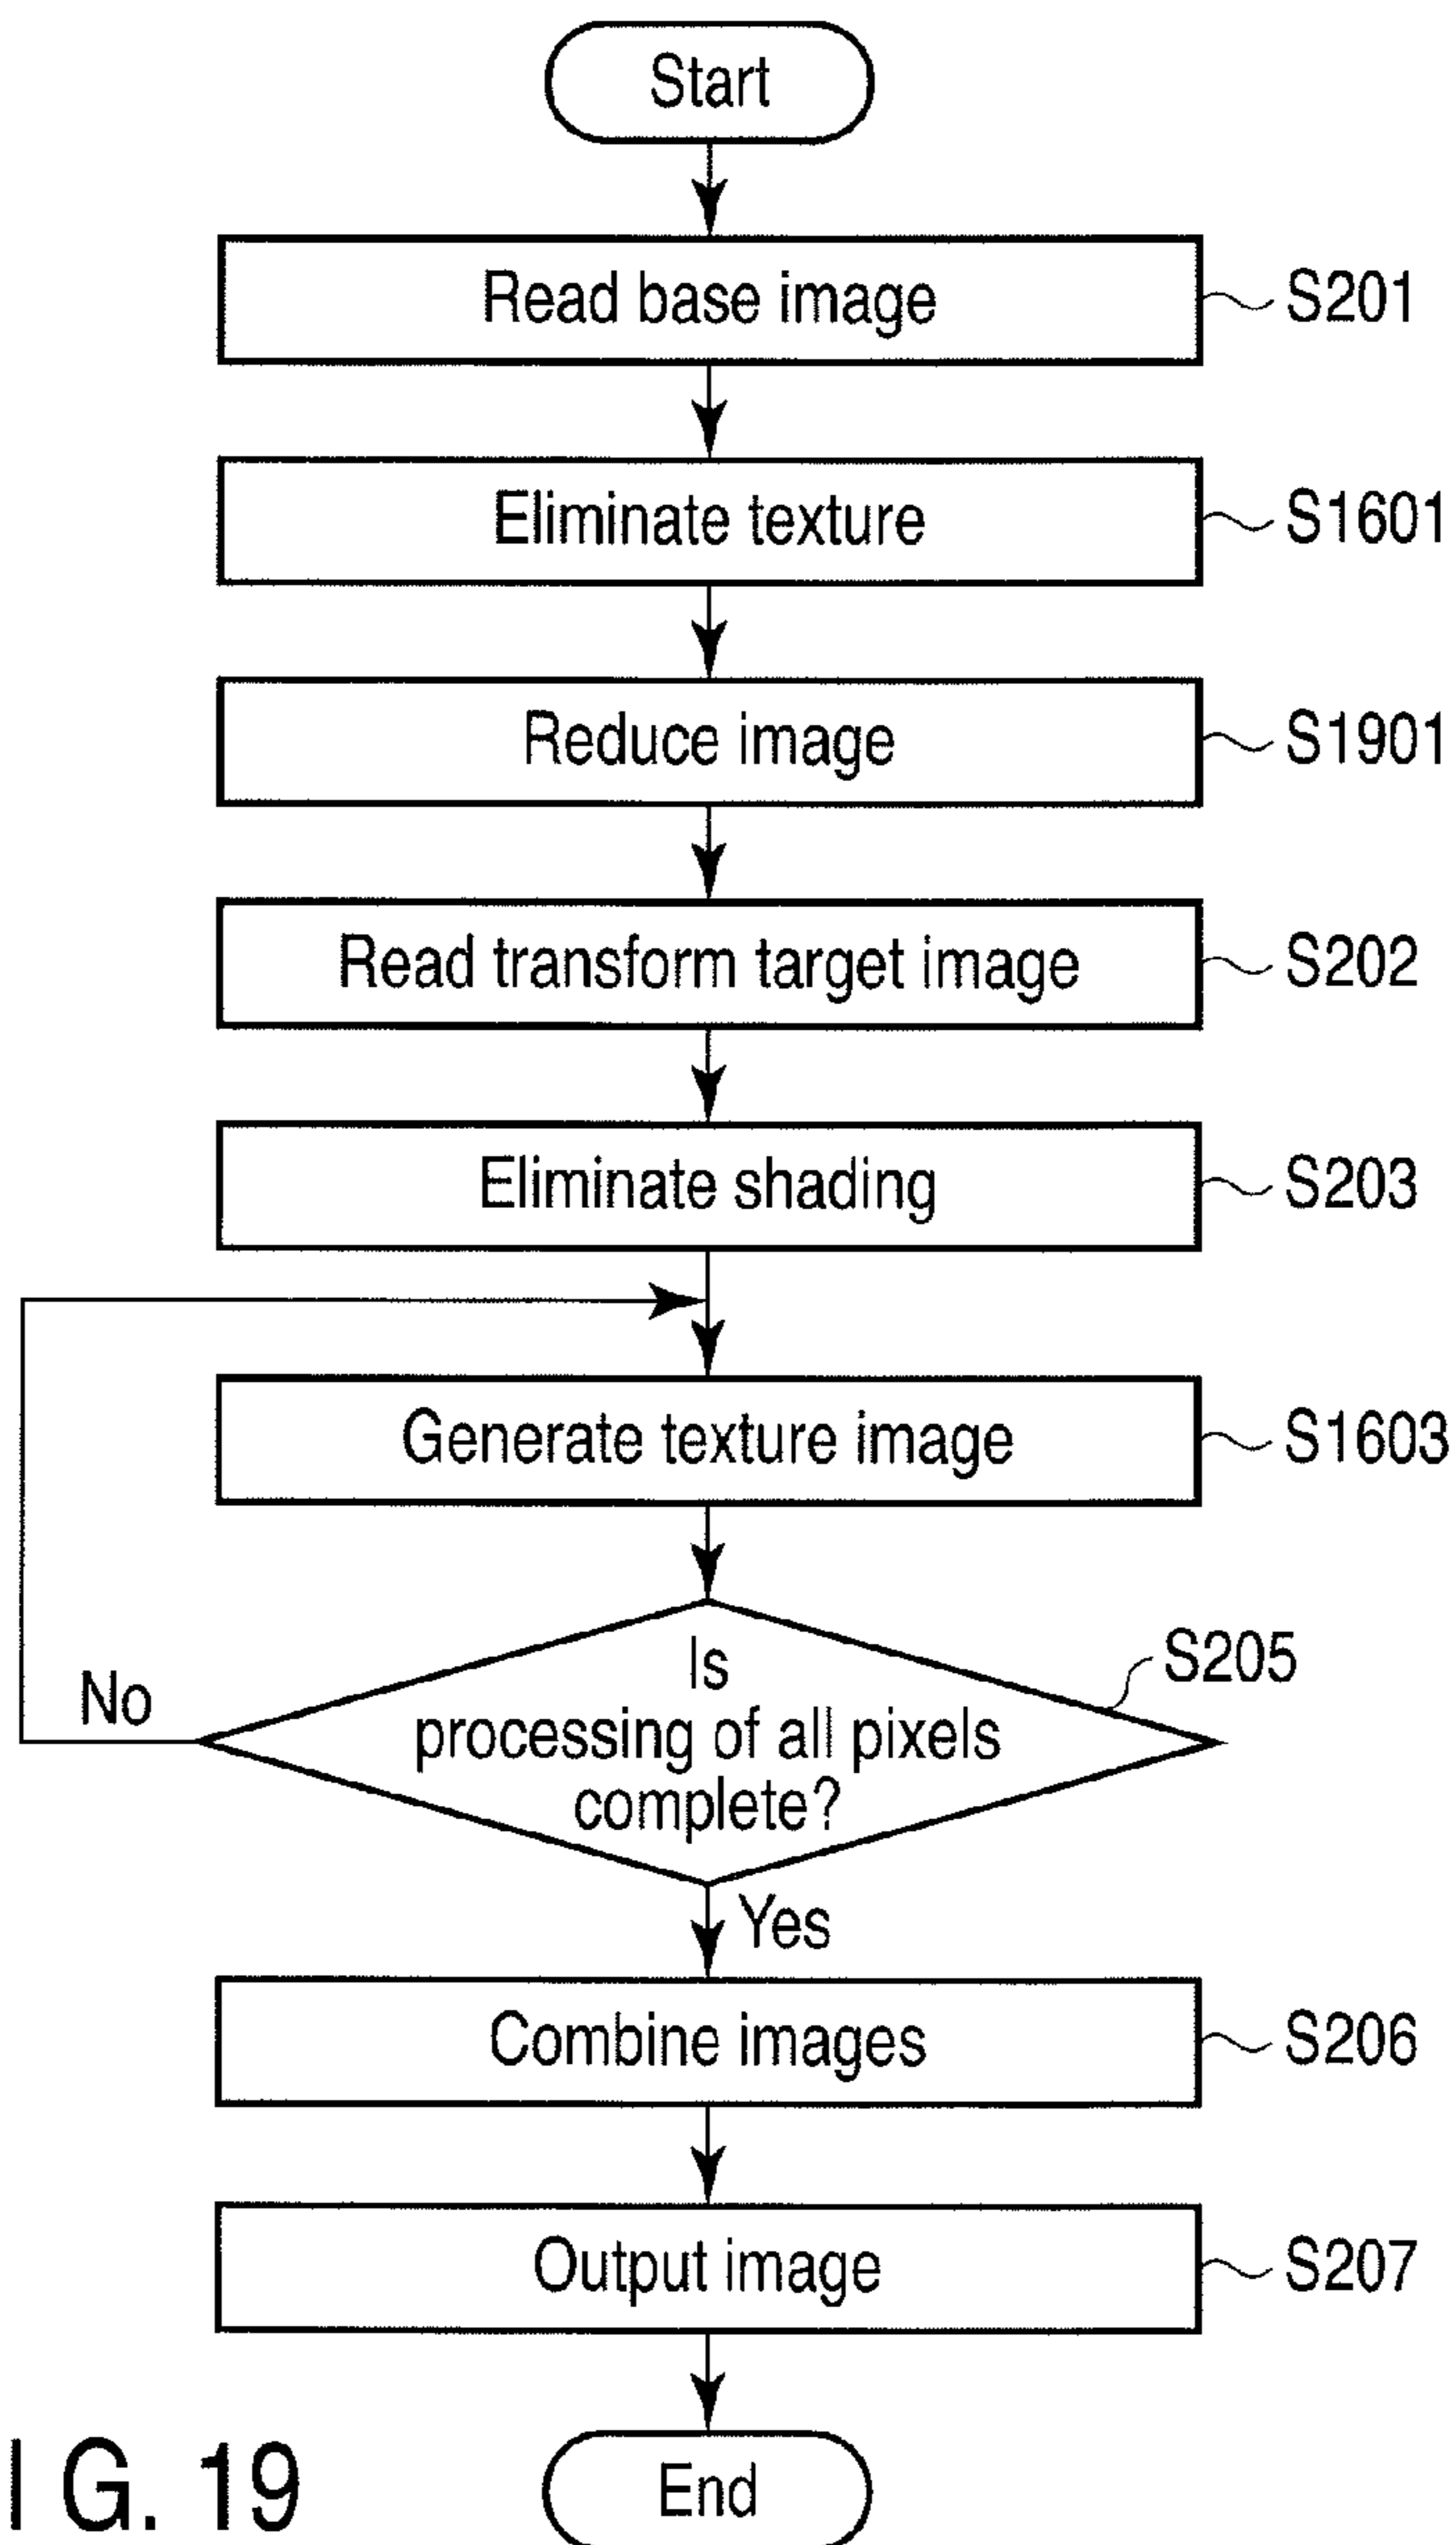 Start
Read base image
S201
Eliminate texture
S1601
Reduce image
S1901
Read transform target image
S202
Eliminate shading
S203
Generate texture image
S1603
Is
processing of all pixels
complete?
S205
No
Yes
Combine images
S206
Output image
S207
End
I G. 19